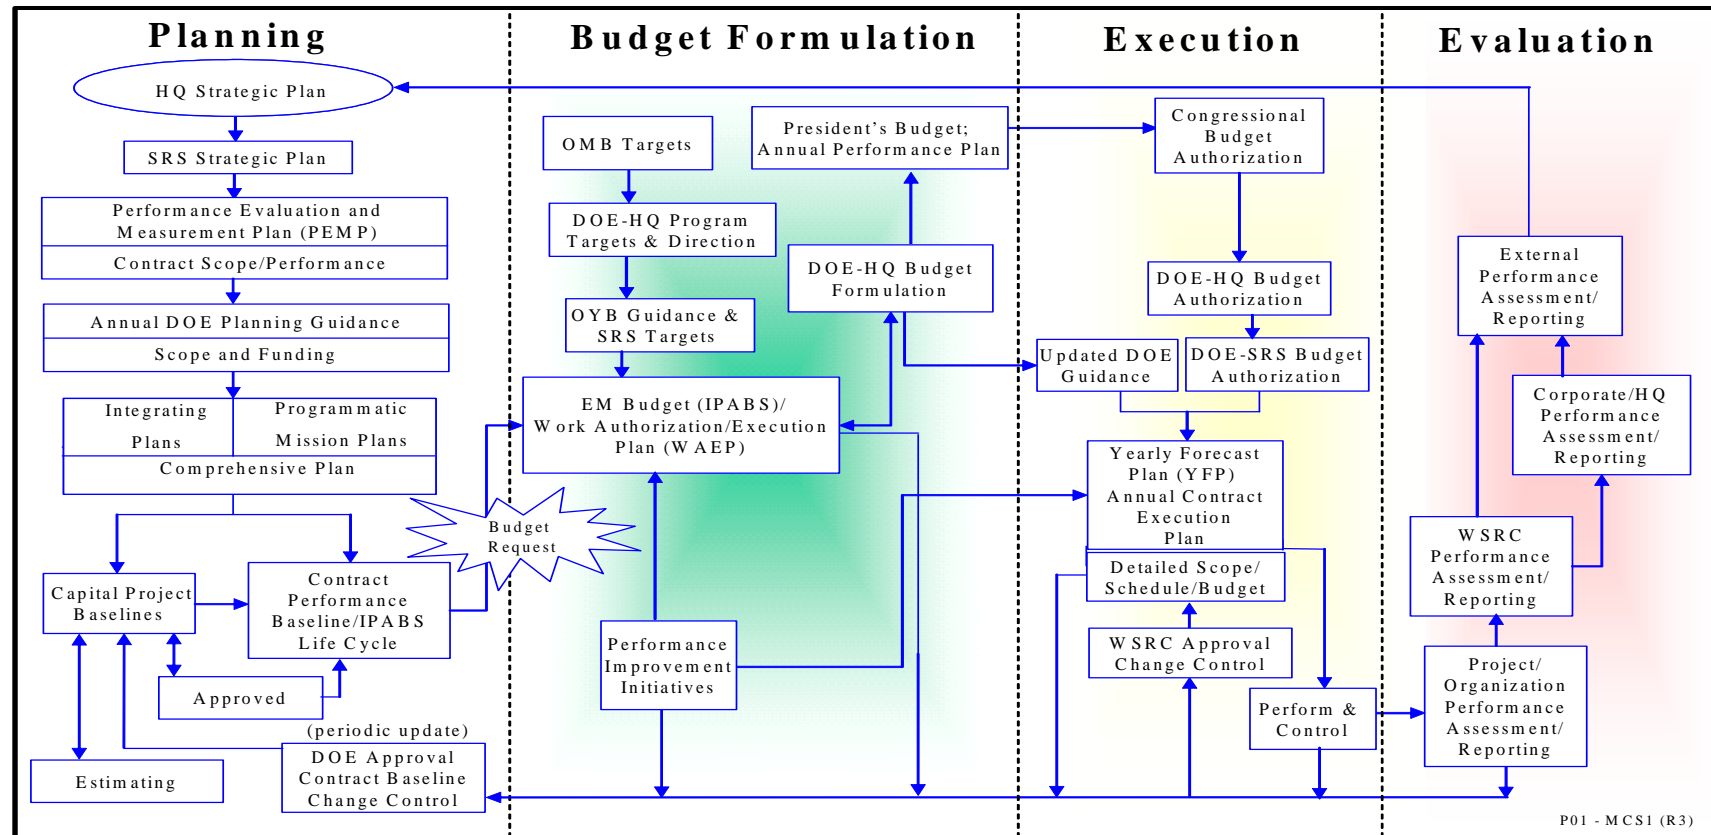 Planning
Budget Formulation
Execution
Evaluation
HQ Strategic Plan
SRS Strategic Plan
Performance Evaluation and
Measurement Plan (PEMP)
Contract Scope/Performance
Annual DOE Planning Guidance
Scope and Funding
Integrating
Plans
Programmatic
Mission Plans
Comprehensive Plan
Capital Project
Baselines
Contract
Performance
Baseline/IPABS
Life Cycle
Approved
Estimating
(periodic update)
DOE Approval
Contract Baseline
Change Control
Budget
Request
OMB Targets
DOE-HQ Program
Targets & Direction
OYB Guidance &
SRS Targets
EM Budget (IPABS)/
Work Authorization/Execution
Plan (WAEP)
Performance
Improvement
Initiatives
President's Budget;
Annual Performance Plan
DOE-HQ Budget
Formulation
Congressional
Budget
Authorization
DOE-HQ Budget
Authorization
Updated DOE
Guidance
DOE-SRS Budget
Authorization
Yearly Forecast
Plan (YFP)
Annual Contract
Execution
Plan
Detailed Scope/
Schedule/Budget
WSRC Approval
Change Control
Perform &
Control
External
Performance
Assessment/
Reporting
Corporate/HQ
Performance
Assessment/
Reporting
WSRC
Performance
Assessment/
Reporting
Project/
Organization
Performance
Assessment/
Reporting
P01 - MCS1 (R3)